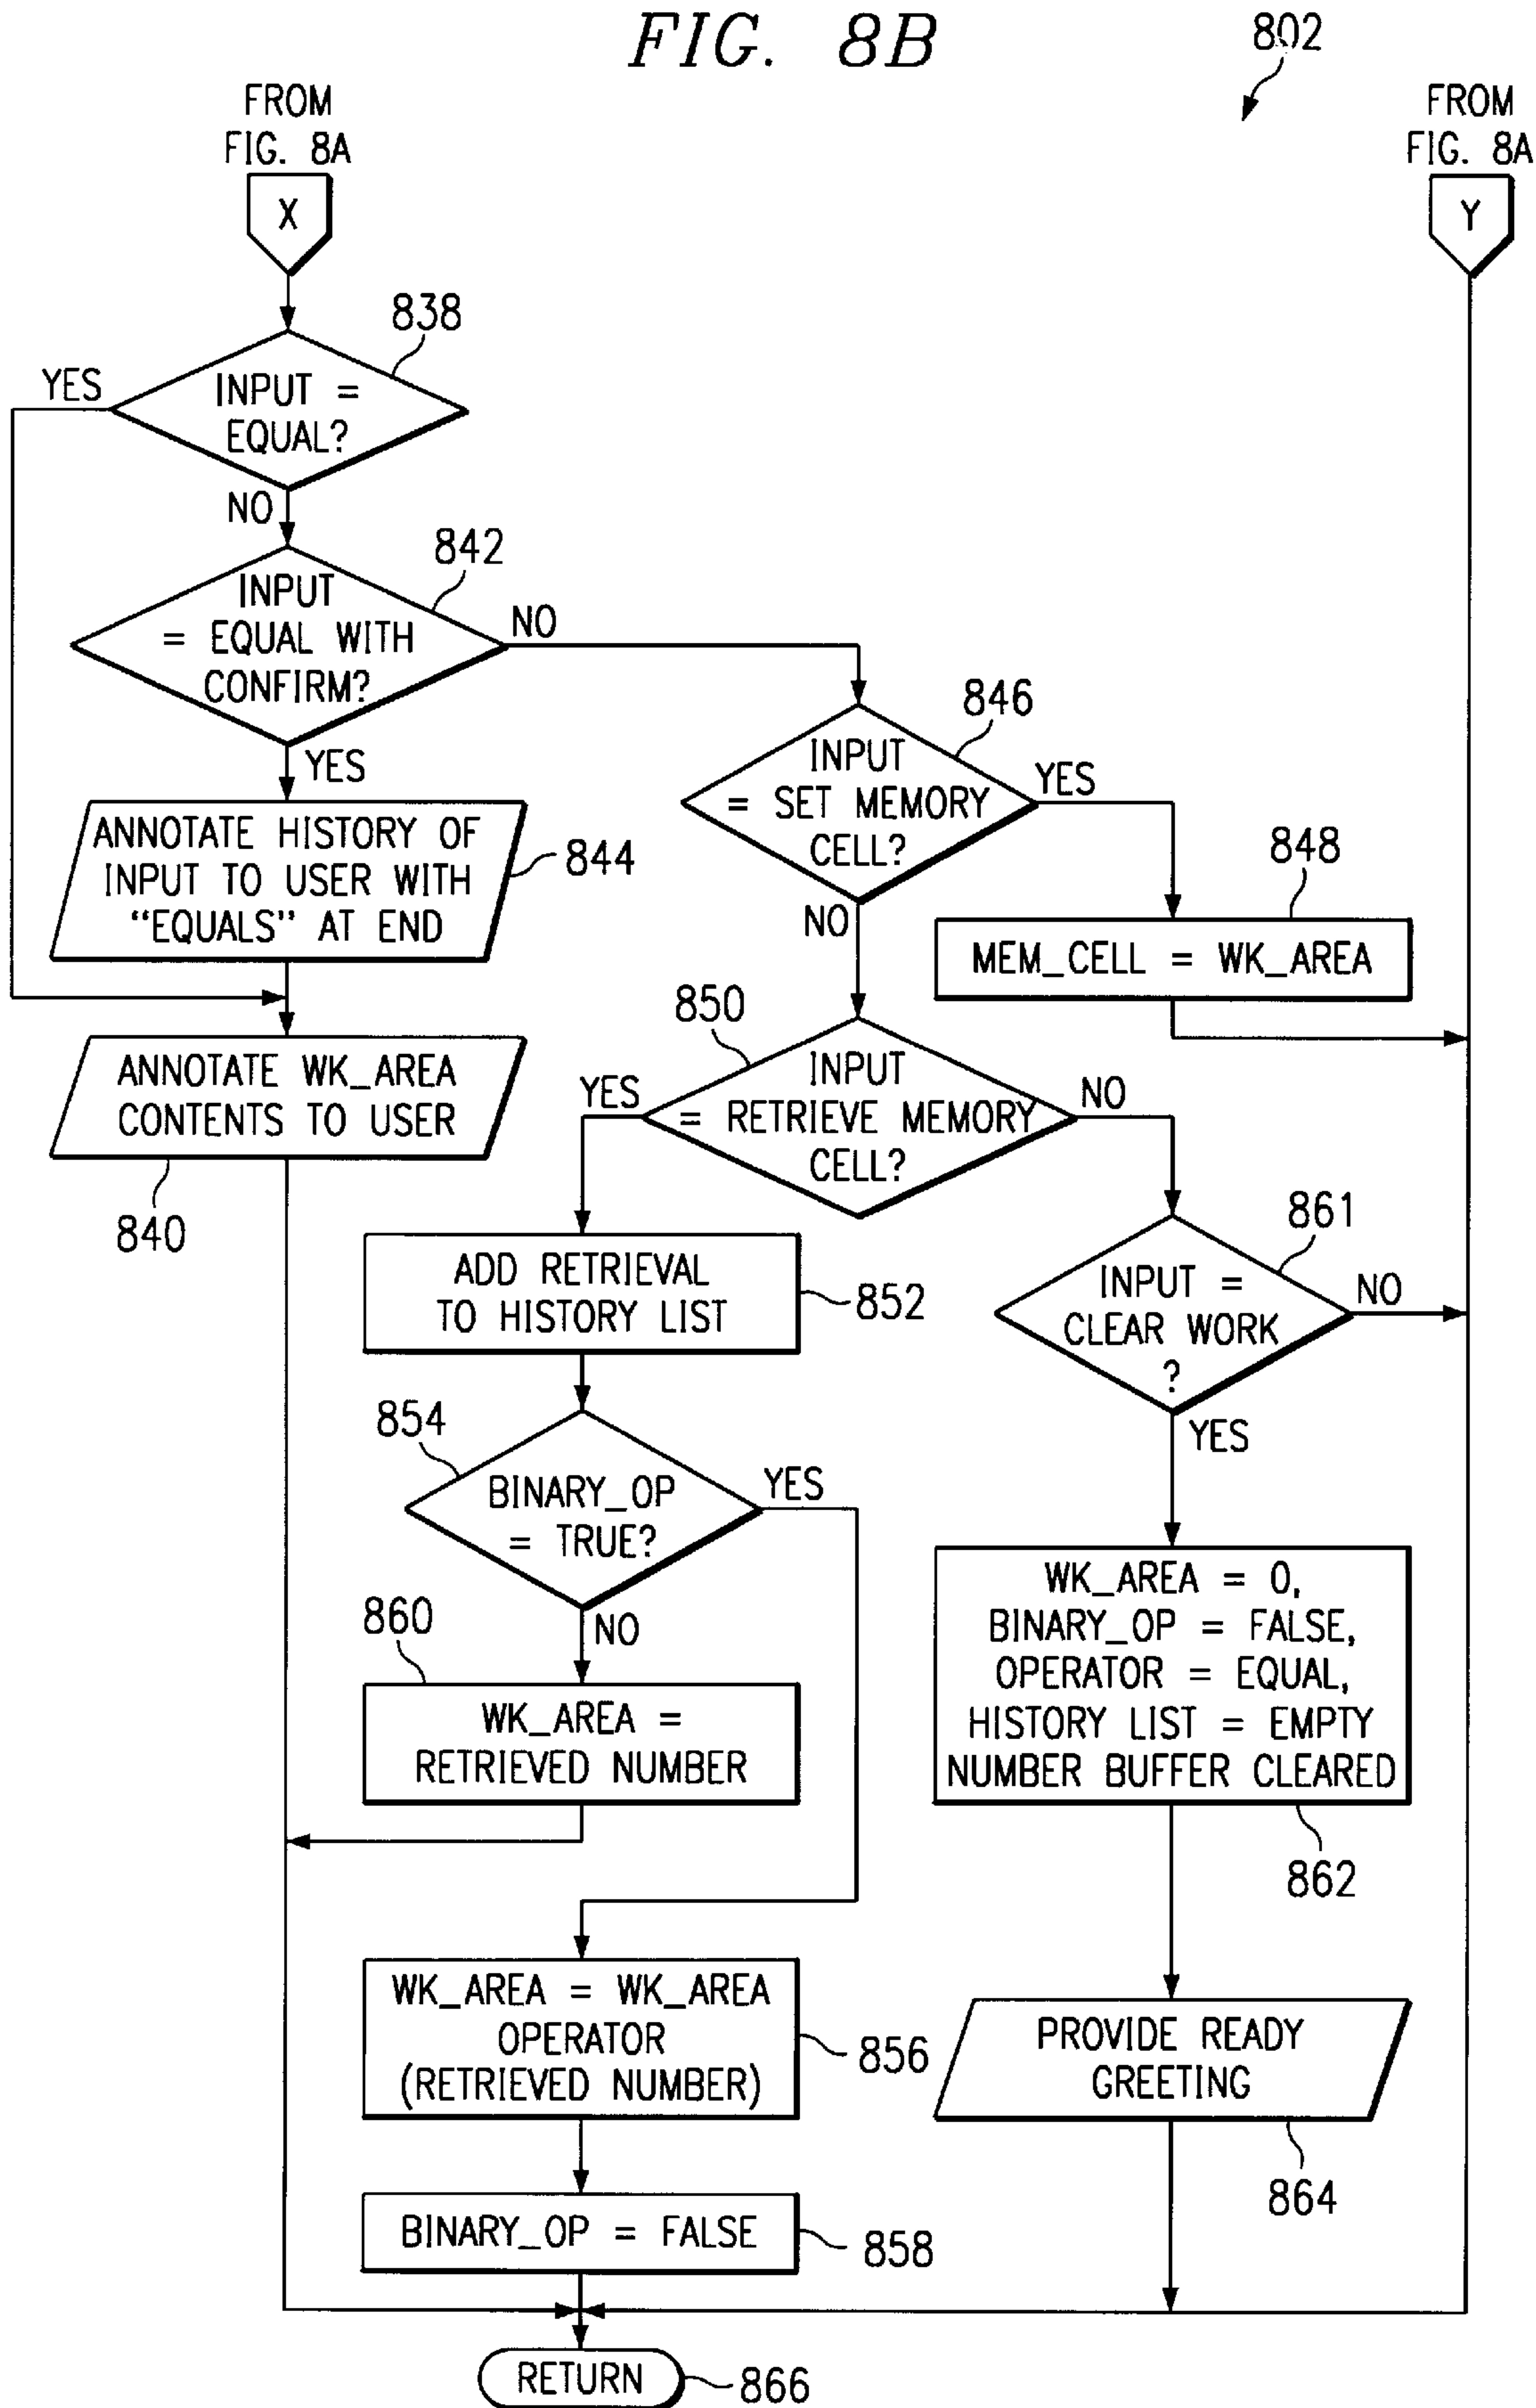 FIG. 8B
802
FROM
FIG. 8A
X
FROM
FIG. 8A
Y
838
YES
INPUT =
EQUAL?
NO
842
INPUT
= EQUAL WITH
CONFIRM?
NO
YES
846
INPUT
= SET MEMORY
CELL?
YES
NO
ANNOTATE HISTORY OF
INPUT TO USER WITH
“EQUALS” AT END
844
848
MEM_CELL = WK_AREA
850
INPUT
= RETRIEVE MEMORY
CELL?
YES
NO
ANNOTATE WK_AREA
CONTENTS TO USER
840
861
INPUT =
CLEAR WORK
?
NO
YES
ADD RETRIEVAL
TO HISTORY LIST
852
854
BINARY_OP
= TRUE?
YES
NO
860
WK_AREA =
RETRIEVED NUMBER
WK_AREA = 0,
BINARY_OP = FALSE,
OPERATOR = EQUAL,
HISTORY LIST = EMPTY
NUMBER BUFFER CLEARED
862
WK_AREA = WK_AREA
OPERATOR
(RETRIEVED NUMBER)
856
PROVIDE READY
GREETING
864
BINARY_OP = FALSE
858
RETURN
866